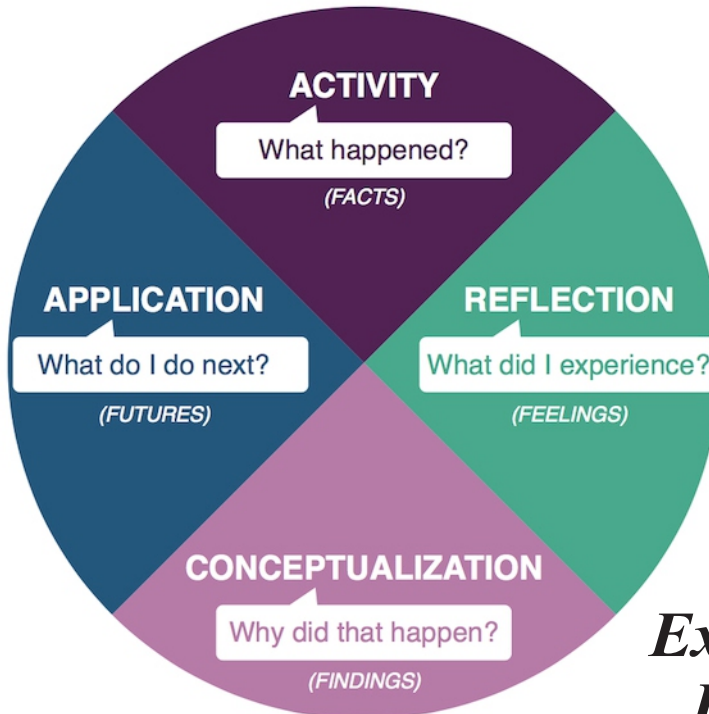 ACTIVITY
What happened?
(FACTS)
APPLICATION
What do I do next?
(FUTURES)
REFLECTION
What did I experience?
(FEELINGS)
CONCEPTUALIZATION
Why did that happen?
(FINDINGS)
Ex